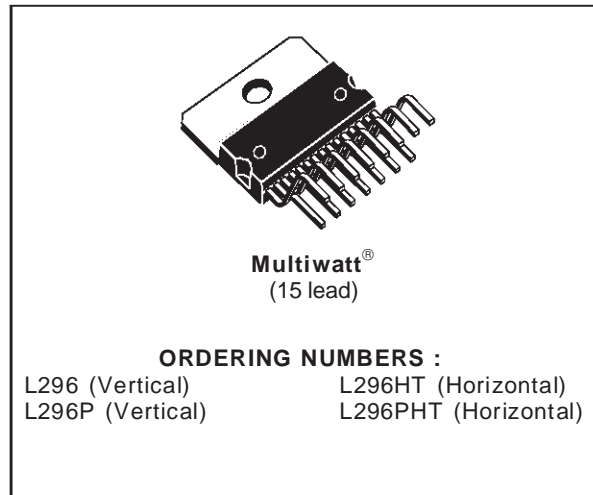 Multiwatt®
(15 lead)
ORDERING NUMBERS :
L296 (Vertical) L296HT (Horizontal)
L296P (Vertical) L296PHT (Horizontal)